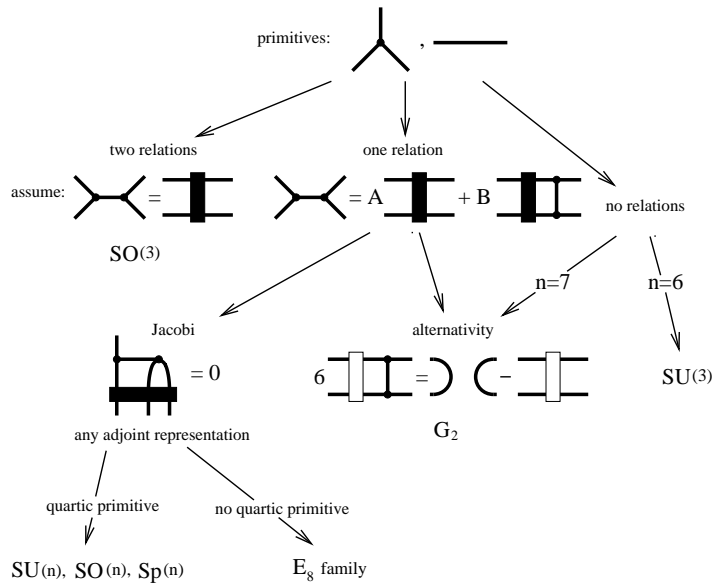 primitives: ,
two relations one relation
assume: = = A + B
no relations
SO(3)
n=7 n=6
Jacobi alternativity
= 0 6 = − SU(3)
any adjoint representation G₂
quartic primitive no quartic primitive
SU(n), SO(n), Sp(n) E₈ family